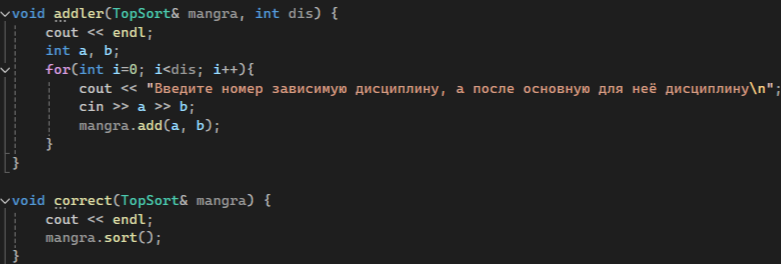 void addler(TopSort& mangra, int dis) {
cout << endl;
int a, b;
for(int i=0; i<dis; i++){
cout << "Введите номер зависимую дисциплину, а после основную для неё дисциплину\n";
cin >> a >> b;
mangra.add(a, b);
}
}
void correct(TopSort& mangra) {
cout << endl;
mangra.sort();
}